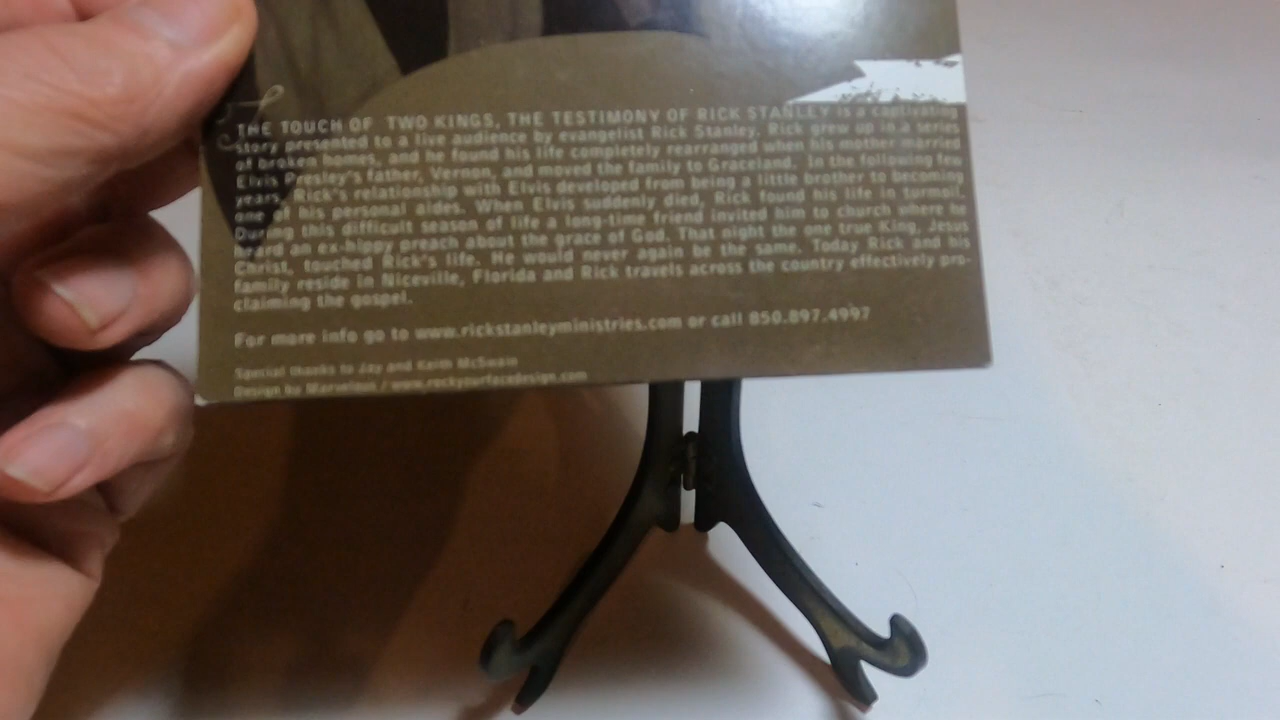 THE TOUCH OF TWO KINGS, THE TESTIMONY OF RICK STANLEY is a captivating
story presented to a live audience by evangelist Rick Stanley. Rick grew up in a series
of broken homes, and he found his life completely rearranged when his mother married
Elvis Presley's father, Vernon, and moved the family to Graceland. In the following few
years, Rick's relationship with Elvis developed from being a little brother to becoming
one of his personal aides. When Elvis suddenly died, Rick found his life in turmoil.
During this difficult season of life a long-time friend invited him to church where he
heard an ex-hippy preach about the grace of God. That night the one true King, Jesus
Christ, touched Rick's life. He would never again be the same. Today Rick and his
family reside in Niceville, Florida and Rick travels across the country effectively pro-
claiming the gospel.
For more info go to www.rickstanleyministries.com or call 850.897.4997
Special thanks to Jay and Keith McSwain
Design by Marvelous / www.rockysurfacedesign.com